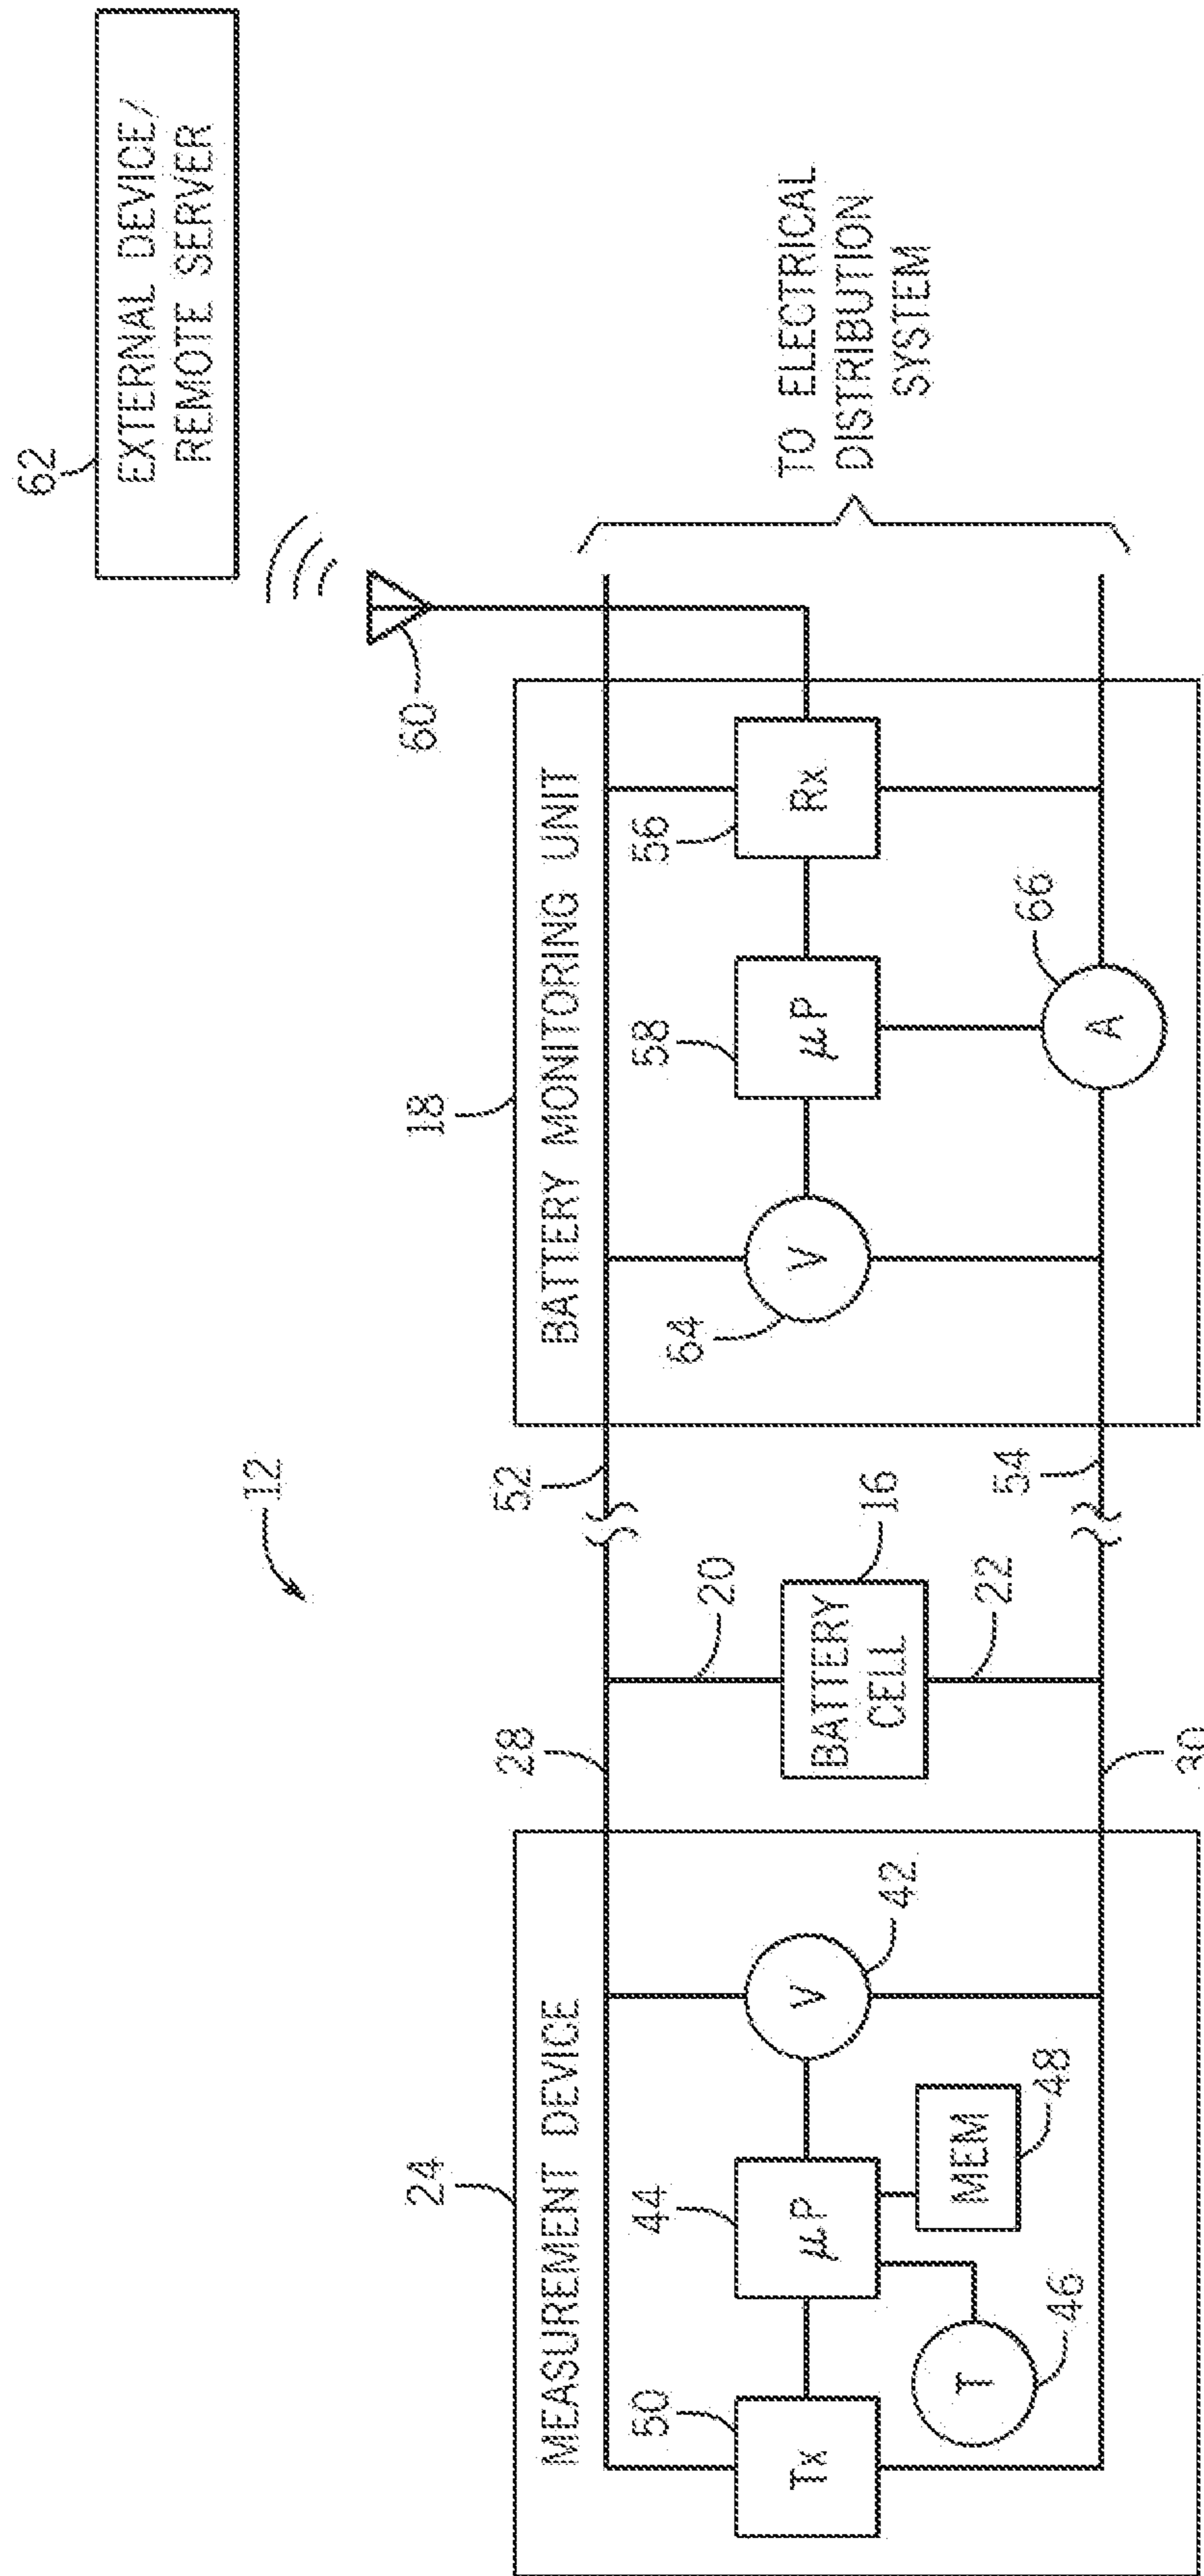 62
EXTERNAL DEVICE/
REMOTE SERVER
12
60
TO ELECTRICAL
DISTRIBUTION
SYSTEM
24
MEASUREMENT DEVICE
50
Tx
44
μP
42
V
46
T
48
MEM
28
20
16
BATTERY
CELL
22
30
52
54
18
BATTERY MONITORING UNIT
64
V
58
μP
56
Rx
66
A